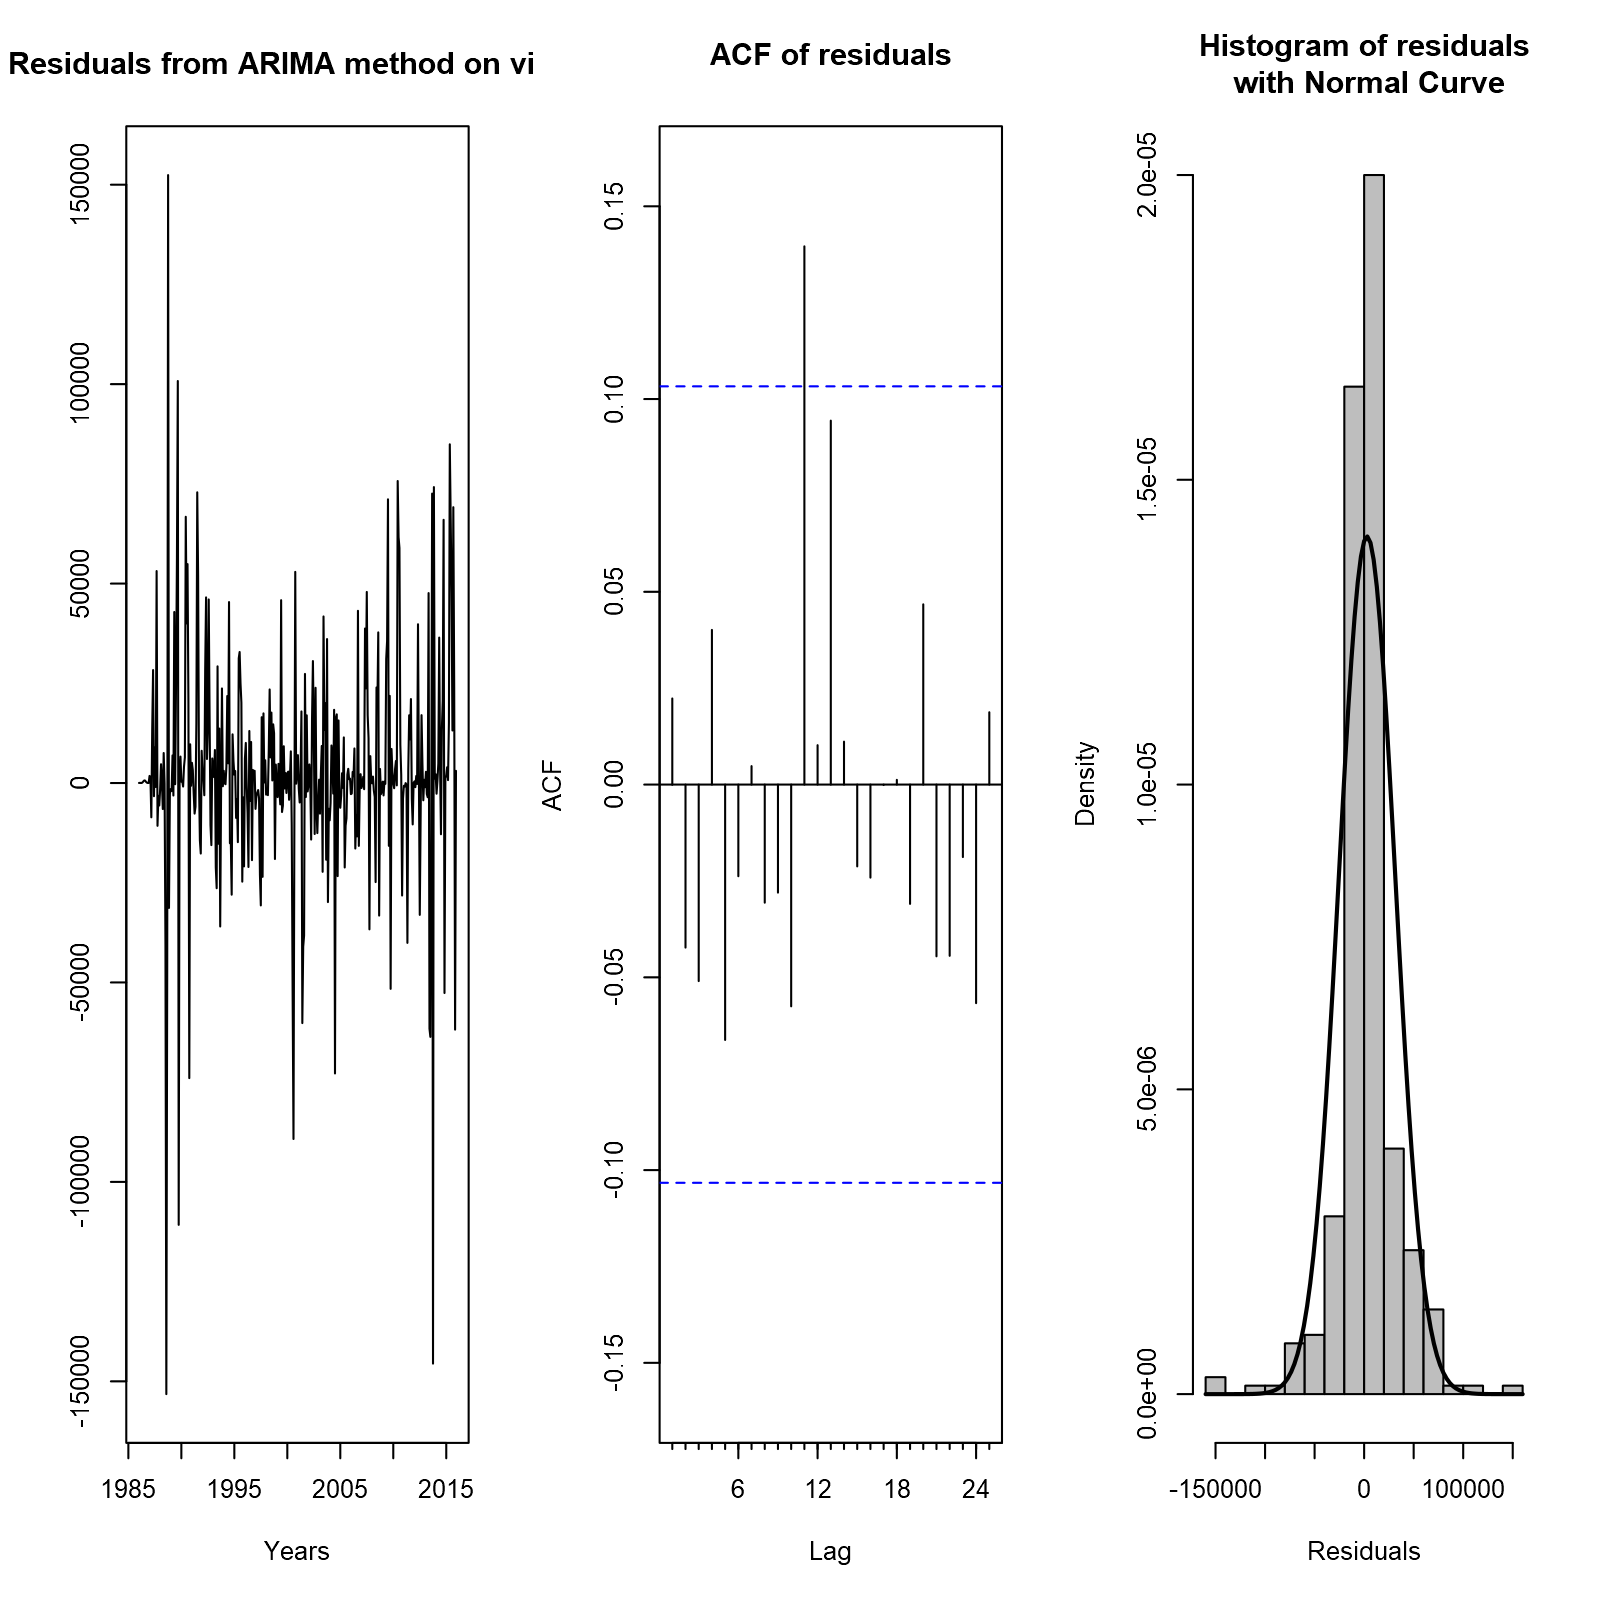 Residuals from ARIMA method on vi
150000
100000
50000
0
-50000
-100000
-150000
1985
1995
2005
2015
Years
ACF of residuals
ACF
0.15
0.10
0.05
0.00
-0.05
-0.10
-0.15
6
12
18
24
Lag
Histogram of residuals
with Normal Curve
Density
2.0e-05
1.5e-05
1.0e-05
5.0e-06
0.0e+00
-150000
0
100000
Residuals